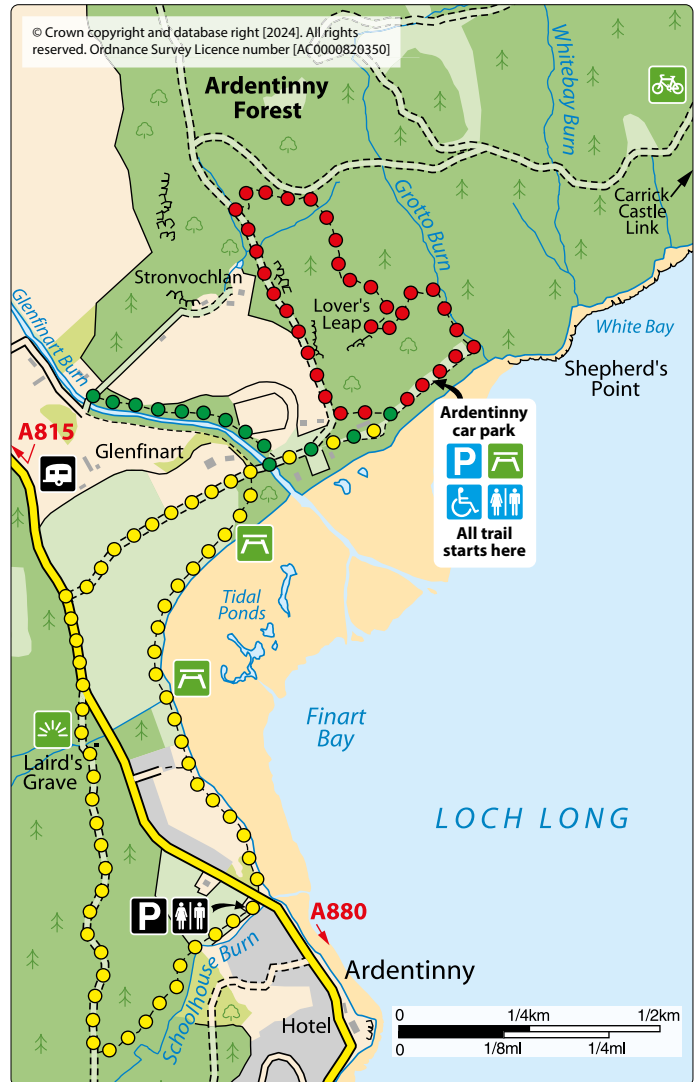 © Crown copyright and database right [2024]. All rights
reserved. Ordnance Survey Licence number [AC0000820350]
Ardentinny
Forest
Whitebay Burn
Grotto Burn
Carrick
Castle
Link
Stronvochlan
Lover's
Leap
Glenfinart Burn
White Bay
Shepherd's
Point
A815
Glenfinart
Ardentinny
car park
P
All trail
starts here
Tidal
Ponds
Finart
Bay
Laird's
Grave
LOCH LONG
P
A880
Schoolhouse Burn
Ardentinny
Hotel
0 1/4km 1/2km
0 1/8ml 1/4ml